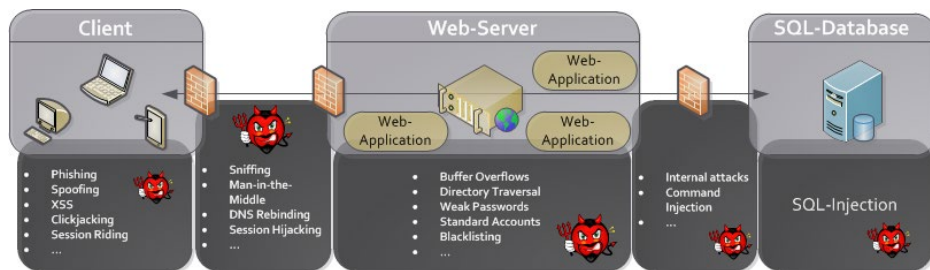 Client
Web-Server
SQL-Database
Web-
Application
Web-
Application
Web-
Application
• Phishing
• Spoofing
• XSS
• Clickjacking
• Session Riding
• ...
• Sniffing
• Man-in-the-
Middle
• DNS Rebinding
• Session Hijacking
• ...
• Buffer Overflows
• Directory Traversal
• Weak Passwords
• Standard Accounts
• Blacklisting
• ...
• Internal attacks
• Command
Injection
• ...
SQL-Injection